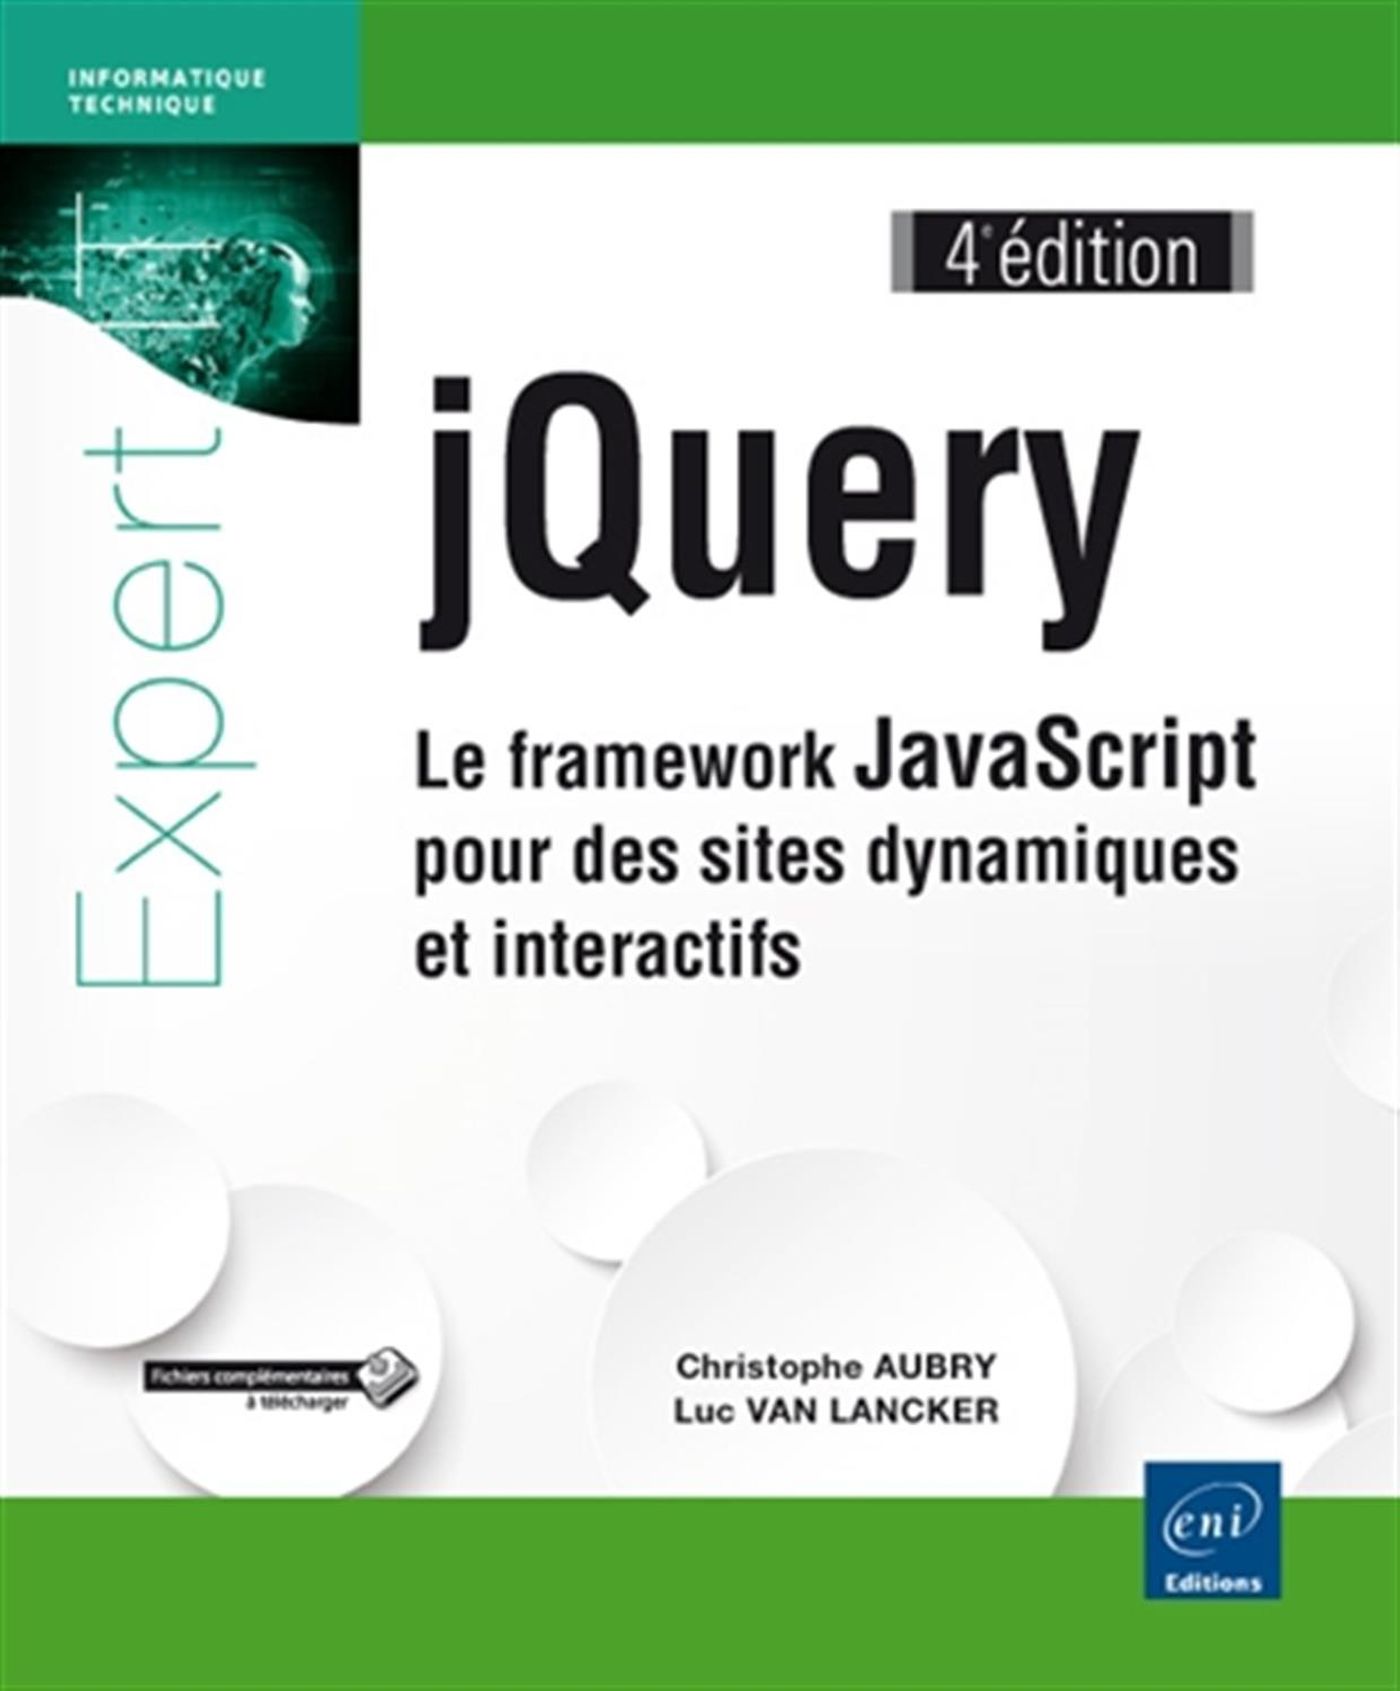 INFORMATIQUE
TECHNIQUE
4e édition
Expert
jQuery
Le framework JavaScript
pour des sites dynamiques
et interactifs
Fichiers complémentaires
à télécharger
Christophe AUBRY
Luc VAN LANCKER
eni
Editions